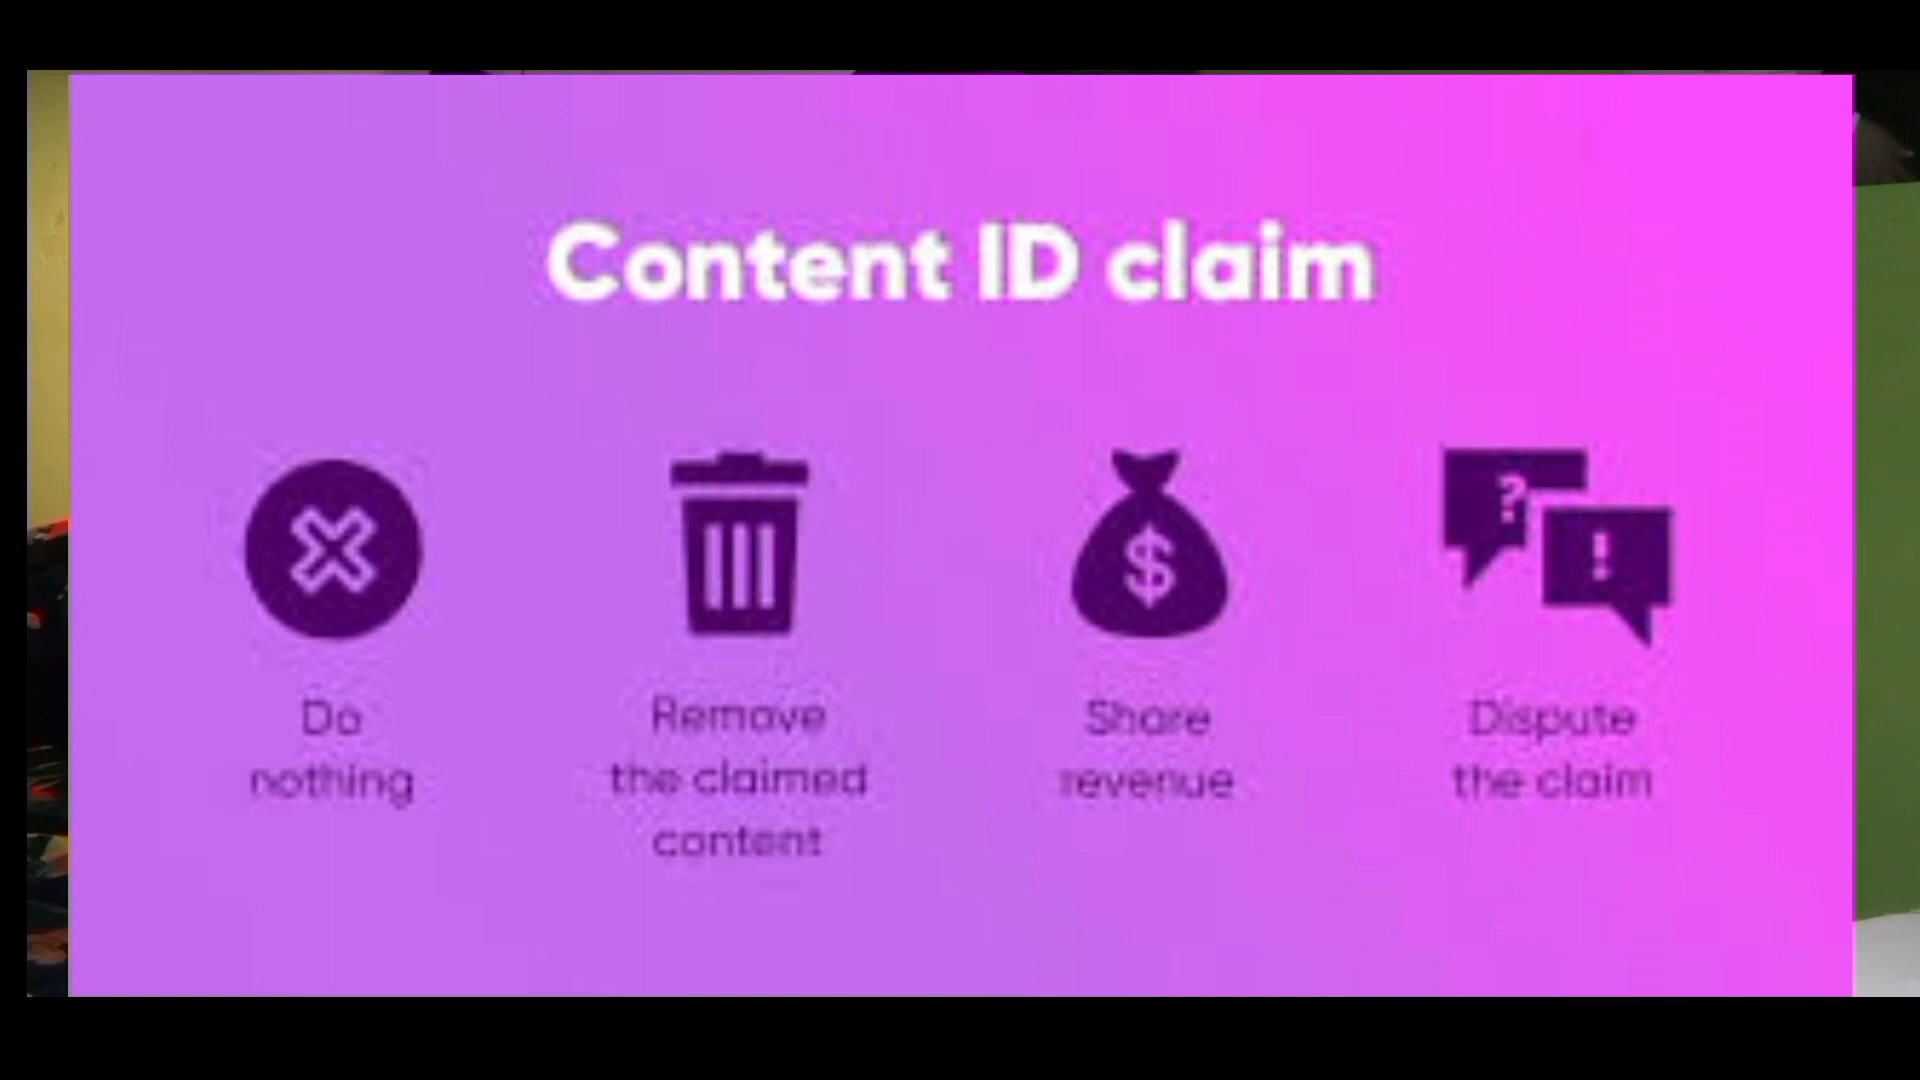 Content ID claim
Do
nothing
Remove
the claimed
content
Share
revenue
Dispute
the claim
$
?
!